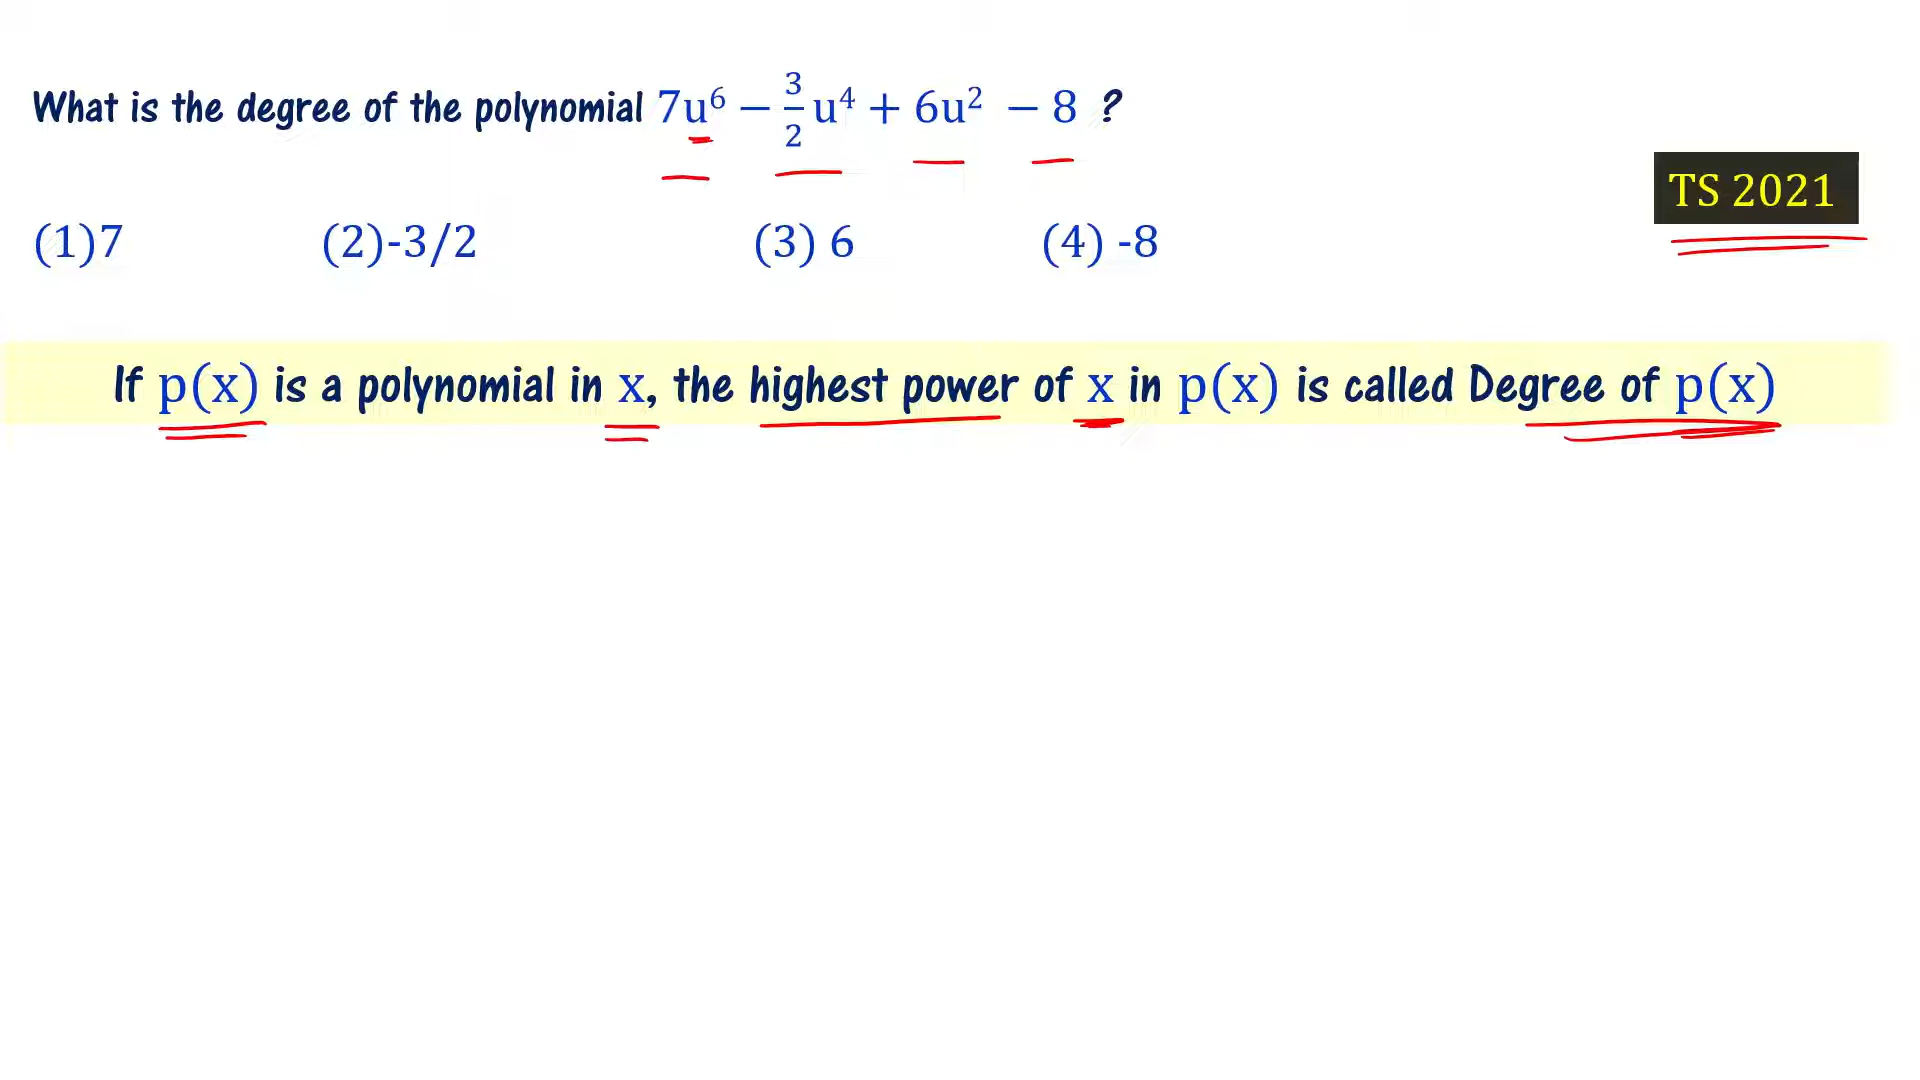 What is the degree of the polynomial 7u⁶ − 3/2 u⁴ + 6u² − 8 ?
TS 2021
(1)7 (2)-3/2 (3) 6 (4) -8
If p(x) is a polynomial in x, the highest power of x in p(x) is called Degree of p(x)